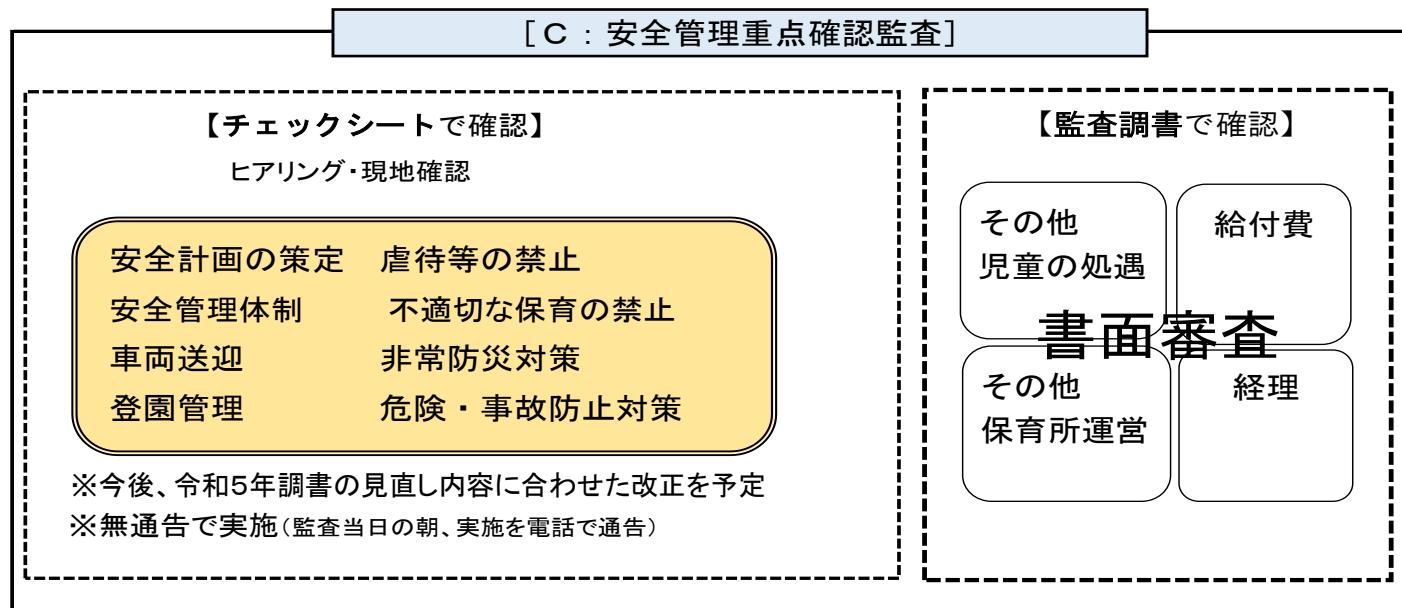 [C：安全管理重点確認監査]
【チェックシートで確認】
ヒアリング・現地確認
安全計画の策定　虐待等の禁止
安全管理体制　不適切な保育の禁止
車両送迎　非常防災対策
登園管理　危険・事故防止対策
※今後、令和5年調書の見直し内容に合わせた改正を予定
※無通告で実施（監査当日の朝、実施を電話で通告）
【監査調書で確認】
その他
児童の処遇
給付費
書面審査
その他
保育所運営
経理